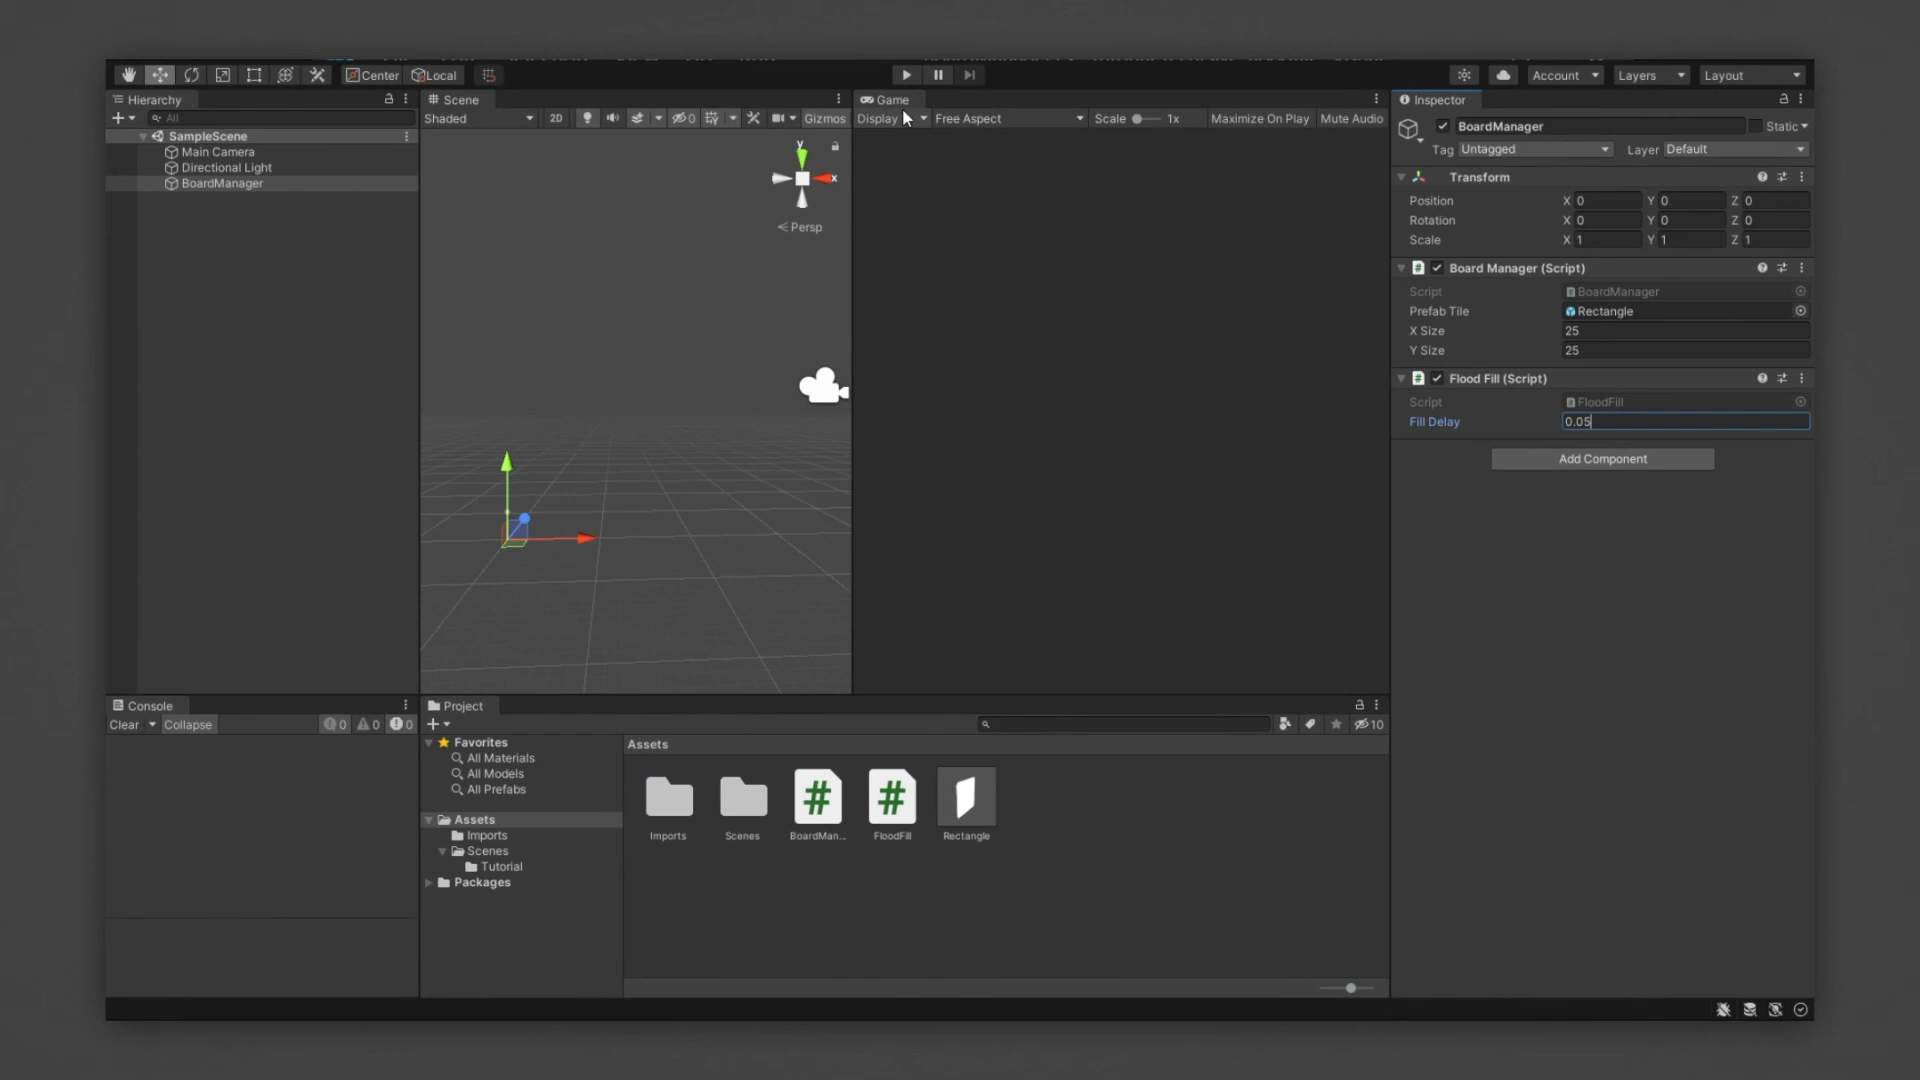 Center Local
Account Layers Layout
Hierarchy
All
SampleScene
Main Camera
Directional Light
BoardManager
Scene
Shaded 2D 0 Gizmos
y
x
Persp
Game
Display Free Aspect Scale 1x Maximize On Play Mute Audio
Inspector
BoardManager Static
Tag Untagged Layer Default
Transform
Position X 0 Y 0 Z 0
Rotation X 0 Y 0 Z 0
Scale X 1 Y 1 Z 1
# Board Manager (Script)
Script BoardManager
Prefab Tile Rectangle
X Size 25
Y Size 25
# Flood Fill (Script)
Script FloodFill
Fill Delay 0.05
Add Component
Console
Clear Collapse 0 0 0
Project
10
Favorites
All Materials
All Models
All Prefabs
Assets
Imports
Scenes
Tutorial
Packages
Assets
# #
Imports Scenes BoardMan... FloodFill Rectangle